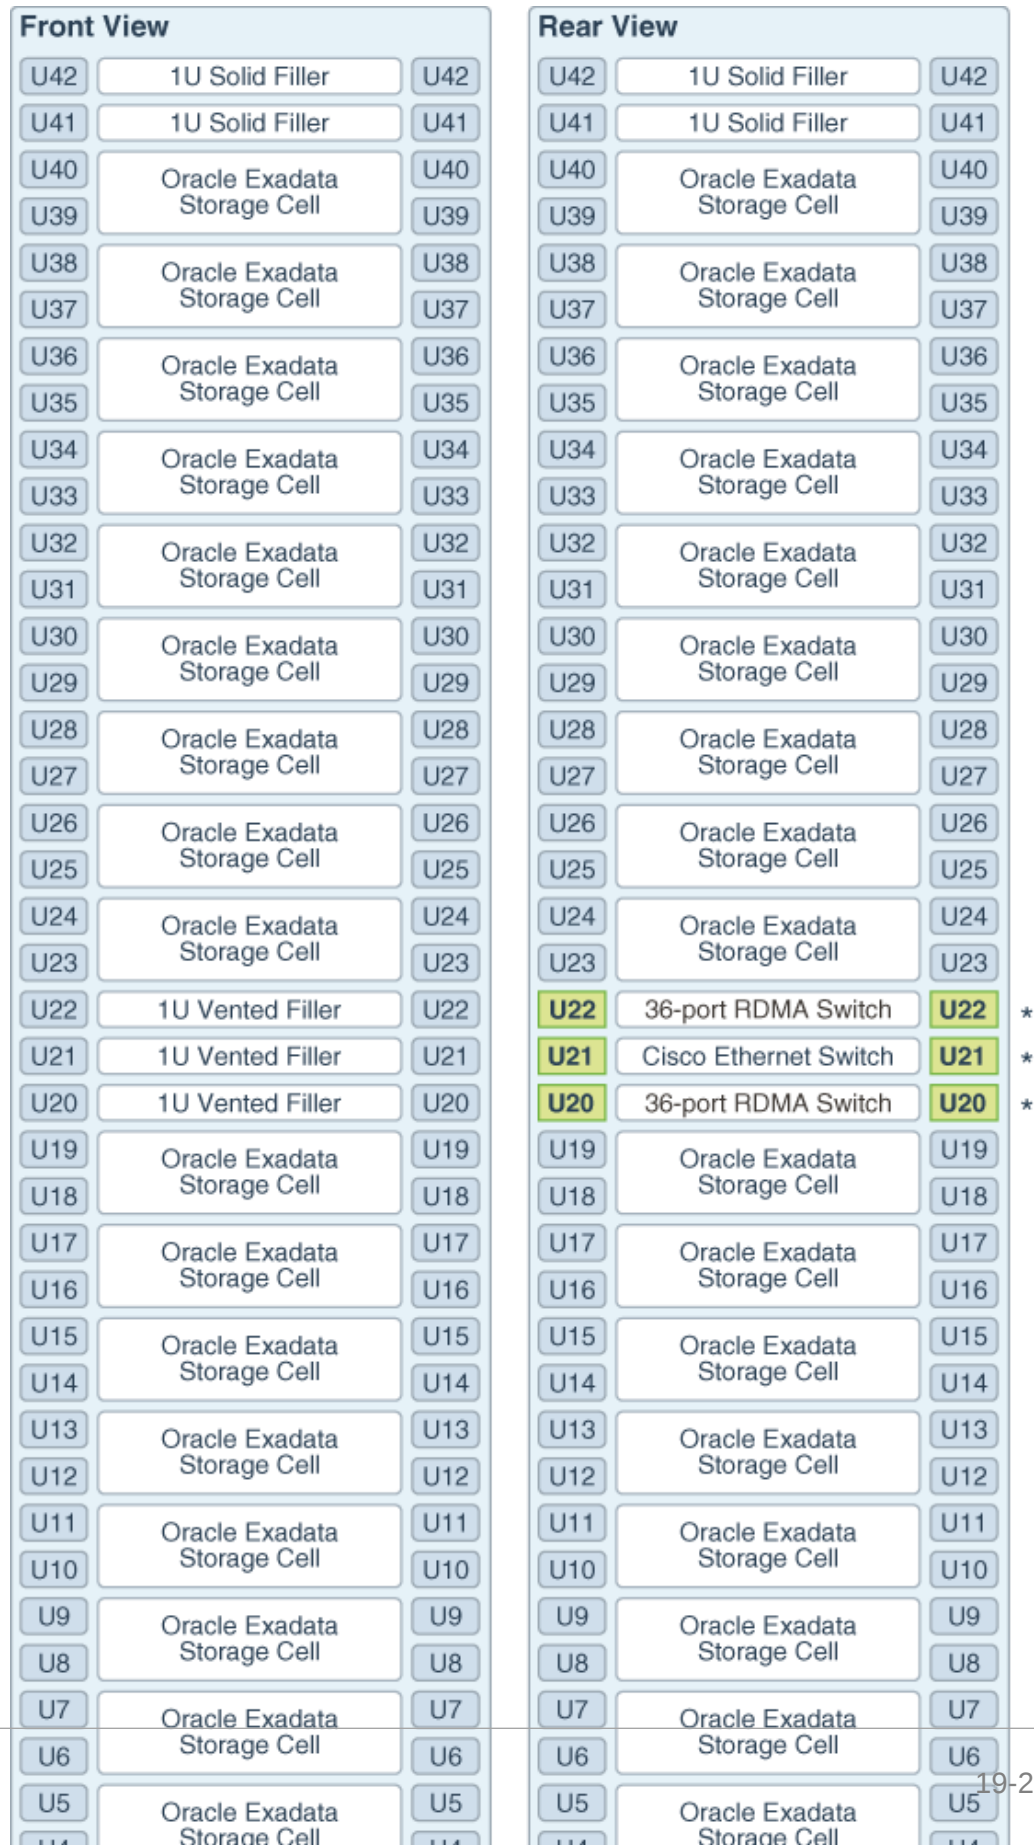 Front View
U42 1U Solid Filler U42
U41 1U Solid Filler U41
U40 Oracle Exadata U40
U39 Storage Cell U39
U38 Oracle Exadata U38
U37 Storage Cell U37
U36 Oracle Exadata U36
U35 Storage Cell U35
U34 Oracle Exadata U34
U33 Storage Cell U33
U32 Oracle Exadata U32
U31 Storage Cell U31
U30 Oracle Exadata U30
U29 Storage Cell U29
U28 Oracle Exadata U28
U27 Storage Cell U27
U26 Oracle Exadata U26
U25 Storage Cell U25
U24 Oracle Exadata U24
U23 Storage Cell U23
U22 1U Vented Filler U22
U21 1U Vented Filler U21
U20 1U Vented Filler U20
U19 Oracle Exadata U19
U18 Storage Cell U18
U17 Oracle Exadata U17
U16 Storage Cell U16
U15 Oracle Exadata U15
U14 Storage Cell U14
U13 Oracle Exadata U13
U12 Storage Cell U12
U11 Oracle Exadata U11
U10 Storage Cell U10
U9 Oracle Exadata U9
U8 Storage Cell U8
U7 Oracle Exadata U7
U6 Storage Cell U6
U5 Oracle Exadata U5
U4 Storage Cell U4
Rear View
U42 1U Solid Filler U42
U41 1U Solid Filler U41
U40 Oracle Exadata U40
U39 Storage Cell U39
U38 Oracle Exadata U38
U37 Storage Cell U37
U36 Oracle Exadata U36
U35 Storage Cell U35
U34 Oracle Exadata U34
U33 Storage Cell U33
U32 Oracle Exadata U32
U31 Storage Cell U31
U30 Oracle Exadata U30
U29 Storage Cell U29
U28 Oracle Exadata U28
U27 Storage Cell U27
U26 Oracle Exadata U26
U25 Storage Cell U25
U24 Oracle Exadata U24
U23 Storage Cell U23
U22 36-port RDMA Switch U22 *
U21 Cisco Ethernet Switch U21 *
U20 36-port RDMA Switch U20 *
U19 Oracle Exadata U19
U18 Storage Cell U18
U17 Oracle Exadata U17
U16 Storage Cell U16
U15 Oracle Exadata U15
U14 Storage Cell U14
U13 Oracle Exadata U13
U12 Storage Cell U12
U11 Oracle Exadata U11
U10 Storage Cell U10
U9 Oracle Exadata U9
U8 Storage Cell U8
U7 Oracle Exadata U7
U6 Storage Cell U6
19-2
U5 Oracle Exadata U5
U4 Storage Cell U4